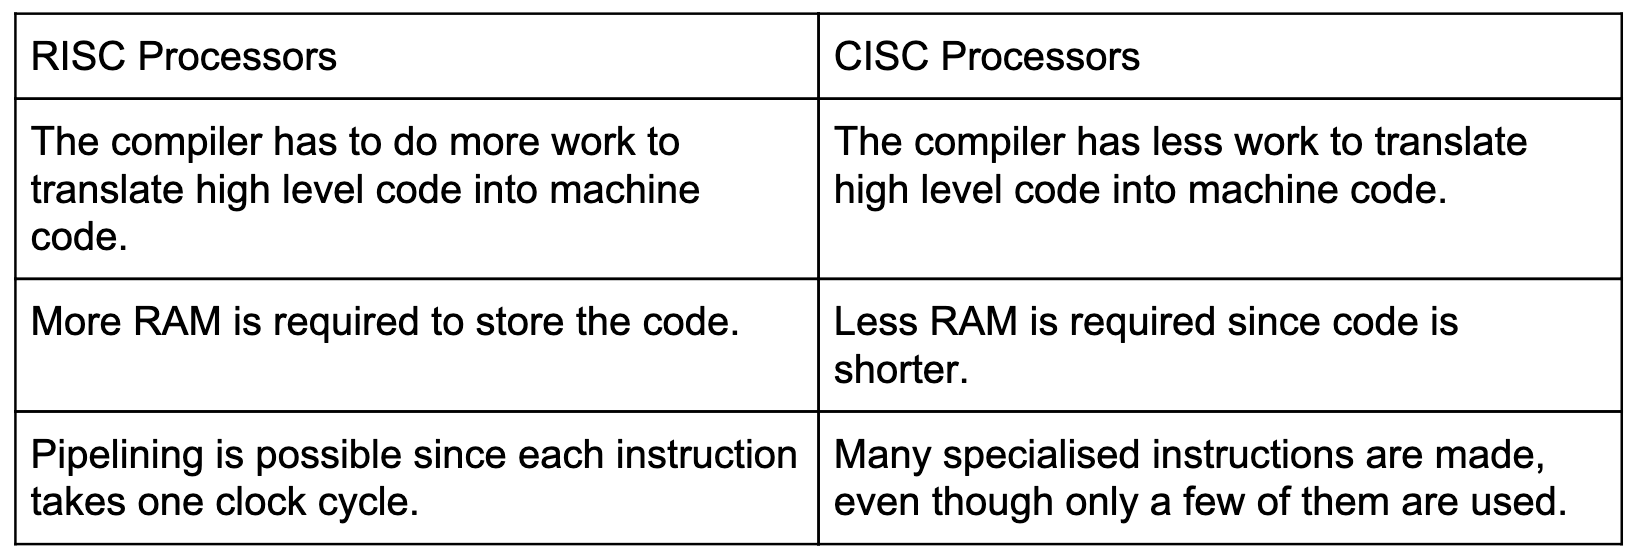 RISC Processors
CISC Processors
The compiler has to do more work to
translate high level code into machine
code.
The compiler has less work to translate
high level code into machine code.
More RAM is required to store the code.
Less RAM is required since code is
shorter.
Pipelining is possible since each instruction
takes one clock cycle.
Many specialised instructions are made,
even though only a few of them are used.